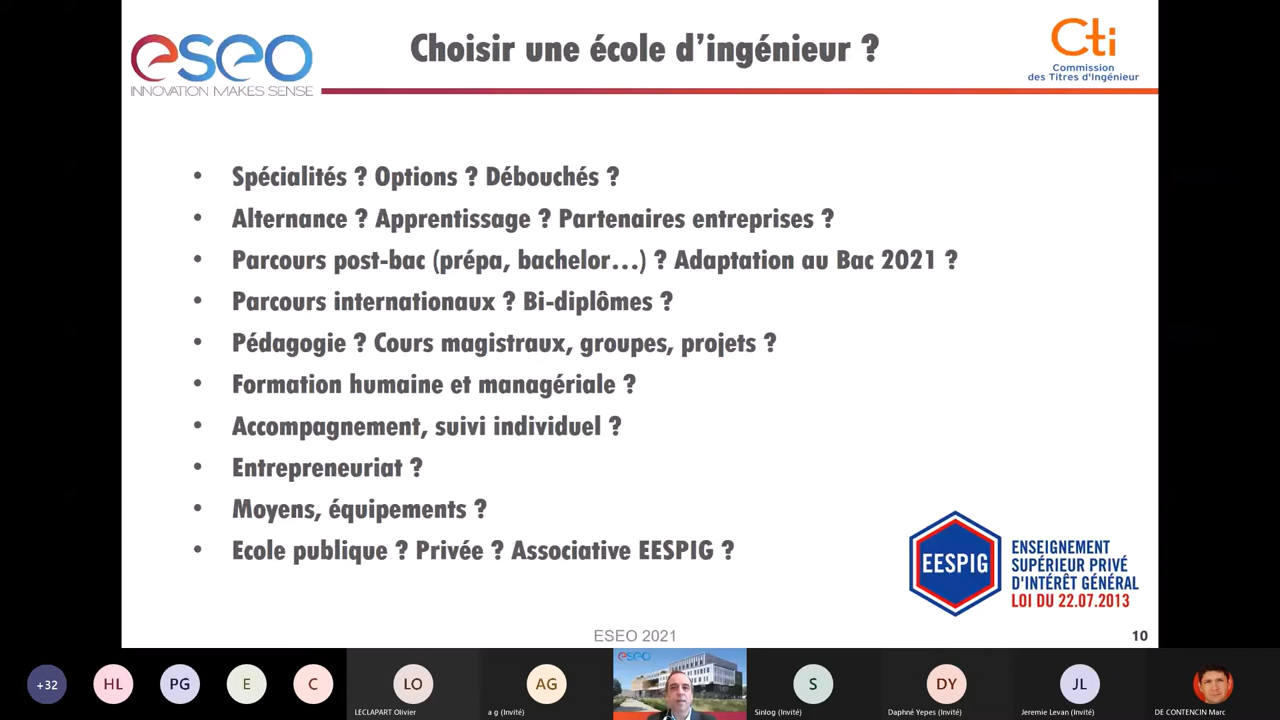 eseo
INNOVATION MAKES SENSE
Choisir une école d’ingénieur ?
Cti
Commission
des Titres d'Ingénieur
• Spécialités ? Options ? Débouchés ?
• Alternance ? Apprentissage ? Partenaires entreprises ?
• Parcours post-bac (prépa, bachelor…) ? Adaptation au Bac 2021 ?
• Parcours internationaux ? Bi-diplômes ?
• Pédagogie ? Cours magistraux, groupes, projets ?
• Formation humaine et managériale ?
• Accompagnement, suivi individuel ?
• Entrepreneuriat ?
• Moyens, équipements ?
• Ecole publique ? Privée ? Associative EESPIG ?
EESPIG
ENSEIGNEMENT
SUPÉRIEUR PRIVÉ
D'INTÉRÊT GÉNÉRAL
LOI DU 22.07.2013
ESEO 2021
10
+32
HL
PG
E
C
LO
LECLAPART Olivier
AG
a g (Invité)
eseo
S
Sinlog (Invité)
DY
Daphné Yepes (Invité)
JL
Jeremie Levan (Invité)
DE CONTENCIN Marc